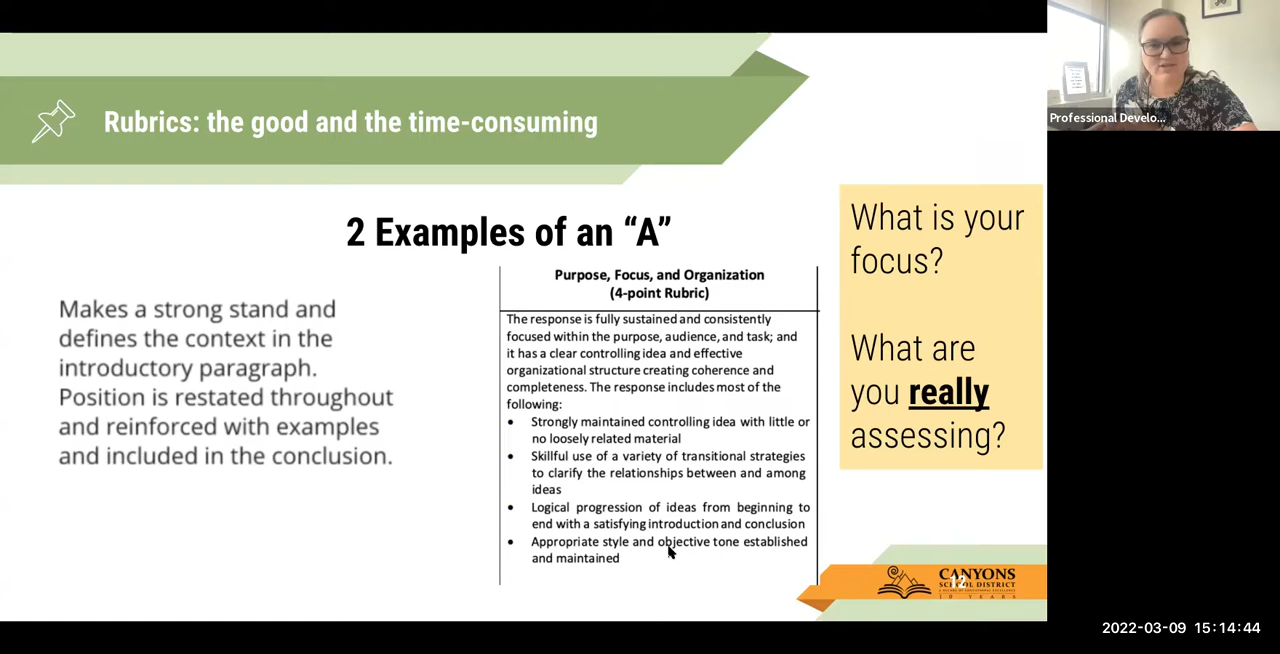 Rubrics: the good and the time-consuming
2 Examples of an “A”
Makes a strong stand and
defines the context in the
introductory paragraph.
Position is restated throughout
and reinforced with examples
and included in the conclusion.
Purpose, Focus, and Organization
(4-point Rubric)
The response is fully sustained and consistently
focused within the purpose, audience, and task; and
it has a clear controlling idea and effective
organizational structure creating coherence and
completeness. The response includes most of the
following:
• Strongly maintained controlling idea with little or
no loosely related material
• Skillful use of a variety of transitional strategies
to clarify the relationships between and among
ideas
• Logical progression of ideas from beginning to
end with a satisfying introduction and conclusion
• Appropriate style and objective tone established
and maintained
What is your
focus?
What are
you really
assessing?
Professional Develo...
CANYONS
SCHOOL DISTRICT
12
2022-03-09 15:14:44